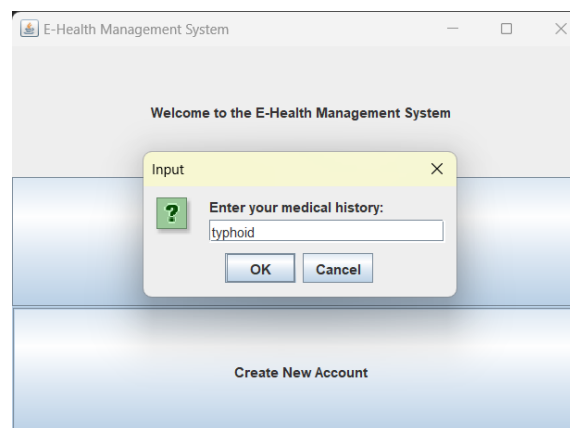 E-Health Management System
Welcome to the E-Health Management System
Input
?
Enter your medical history:
typhoid
OK Cancel
Create New Account